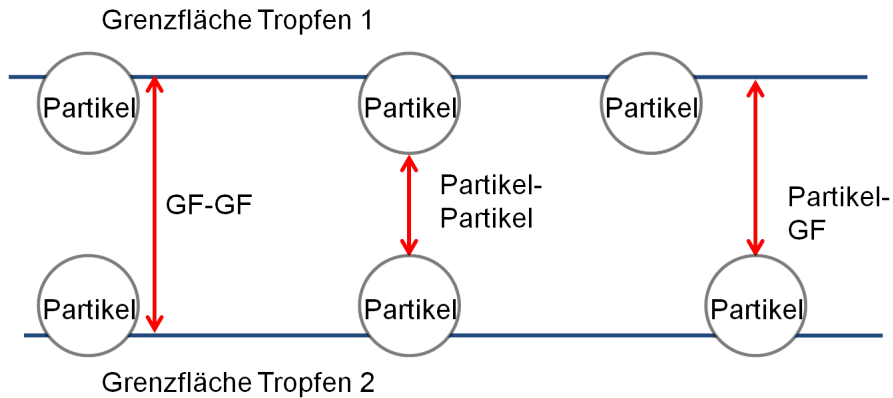 Grenzfläche Tropfen 1
Partikel
Partikel
Partikel
GF-GF
Partikel-
Partikel
Partikel-
GF
Partikel
Partikel
Partikel
Grenzfläche Tropfen 2